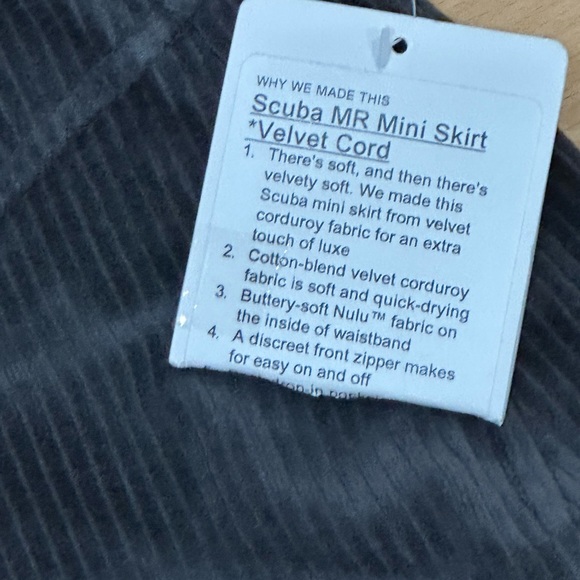 WHY WE MADE THIS
Scuba MR Mini Skirt
*Velvet Cord
1. There's soft, and then there's
velvety soft. We made this
Scuba mini skirt from velvet
corduroy fabric for an extra
touch of luxe
2. Cotton-blend velvet corduroy
fabric is soft and quick-drying
3. Buttery-soft Nulu™ fabric on
the inside of waistband
4. A discreet front zipper makes
for easy on and off